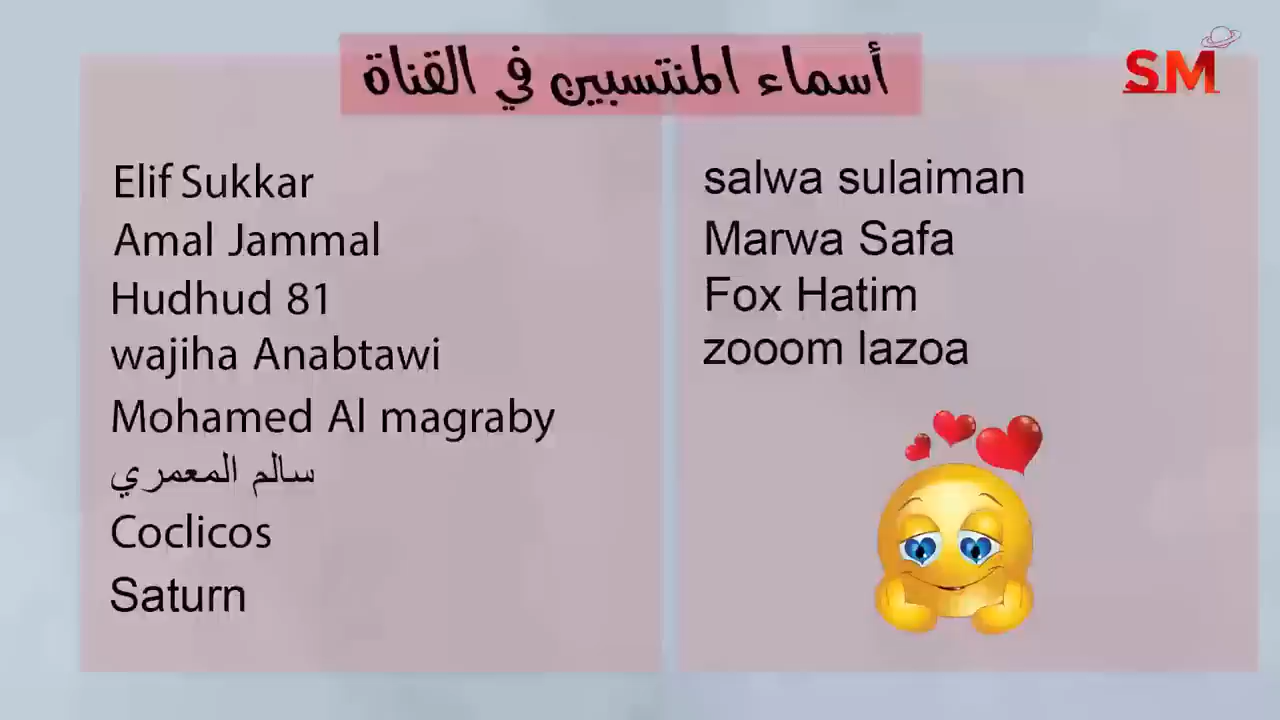 أسماء المنتسبين في القناة
SM
Elif Sukkar
Amal Jammal
Hudhud 81
wajiha Anabtawi
Mohamed Al magraby
سالم المعمري
Coclicos
Saturn
salwa sulaiman
Marwa Safa
Fox Hatim
zooom lazoa